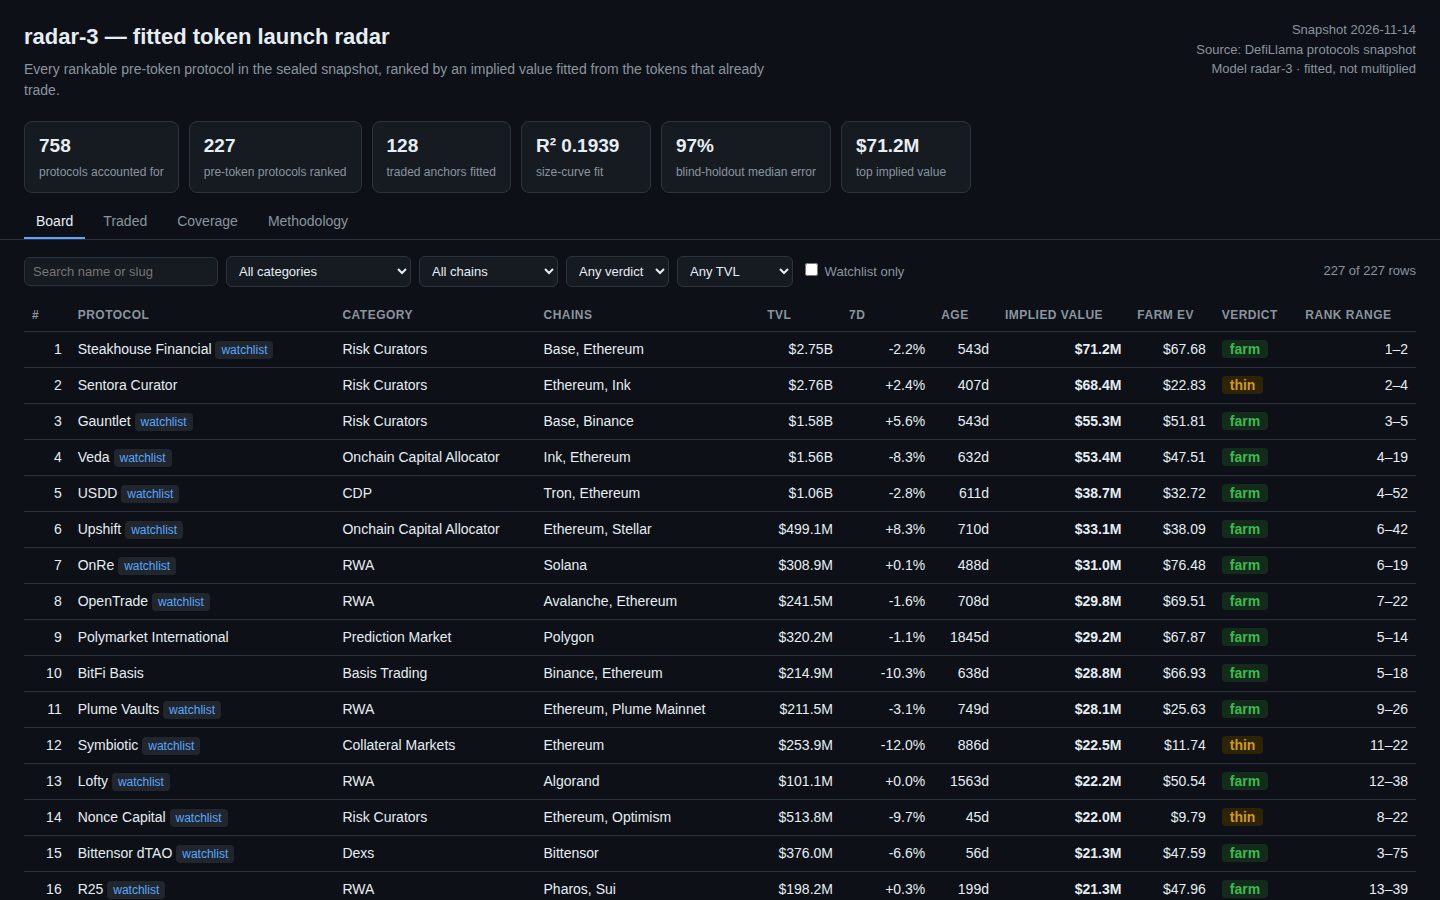 radar-3 — fitted token launch radar
Every rankable pre-token protocol in the sealed snapshot, ranked by an implied value fitted from the tokens that already
trade.
Snapshot 2026-11-14
Source: DefiLlama protocols snapshot
Model radar-3 · fitted, not multiplied
758
protocols accounted for
227
pre-token protocols ranked
128
traded anchors fitted
R² 0.1939
size-curve fit
97%
blind-holdout median error
$71.2M
top implied value
Board Traded Coverage Methodology
Search name or slug All categories All chains Any verdict Any TVL Watchlist only 227 of 227 rows
# PROTOCOL CATEGORY CHAINS TVL 7D AGE IMPLIED VALUE FARM EV VERDICT RANK RANGE
1 Steakhouse Financial watchlist Risk Curators Base, Ethereum $2.75B -2.2% 543d $71.2M $67.68 farm 1–2
2 Sentora Curator Risk Curators Ethereum, Ink $2.76B +2.4% 407d $68.4M $22.83 thin 2–4
3 Gauntlet watchlist Risk Curators Base, Binance $1.58B +5.6% 543d $55.3M $51.81 farm 3–5
4 Veda watchlist Onchain Capital Allocator Ink, Ethereum $1.56B -8.3% 632d $53.4M $47.51 farm 4–19
5 USDD watchlist CDP Tron, Ethereum $1.06B -2.8% 611d $38.7M $32.72 farm 4–52
6 Upshift watchlist Onchain Capital Allocator Ethereum, Stellar $499.1M +8.3% 710d $33.1M $38.09 farm 6–42
7 OnRe watchlist RWA Solana $308.9M +0.1% 488d $31.0M $76.48 farm 6–19
8 OpenTrade watchlist RWA Avalanche, Ethereum $241.5M -1.6% 708d $29.8M $69.51 farm 7–22
9 Polymarket International Prediction Market Polygon $320.2M -1.1% 1845d $29.2M $67.87 farm 5–14
10 BitFi Basis Basis Trading Binance, Ethereum $214.9M -10.3% 638d $28.8M $66.93 farm 5–18
11 Plume Vaults watchlist RWA Ethereum, Plume Mainnet $211.5M -3.1% 749d $28.1M $25.63 farm 9–26
12 Symbiotic watchlist Collateral Markets Ethereum $253.9M -12.0% 886d $22.5M $11.74 thin 11–22
13 Lofty watchlist RWA Algorand $101.1M +0.0% 1563d $22.2M $50.54 farm 12–38
14 Nonce Capital watchlist Risk Curators Ethereum, Optimism $513.8M -9.7% 45d $22.0M $9.79 thin 8–22
15 Bittensor dTAO watchlist Dexs Bittensor $376.0M -6.6% 56d $21.3M $47.59 farm 3–75
16 R25 watchlist RWA Pharos, Sui $198.2M +0.3% 199d $21.3M $47.96 farm 13–39